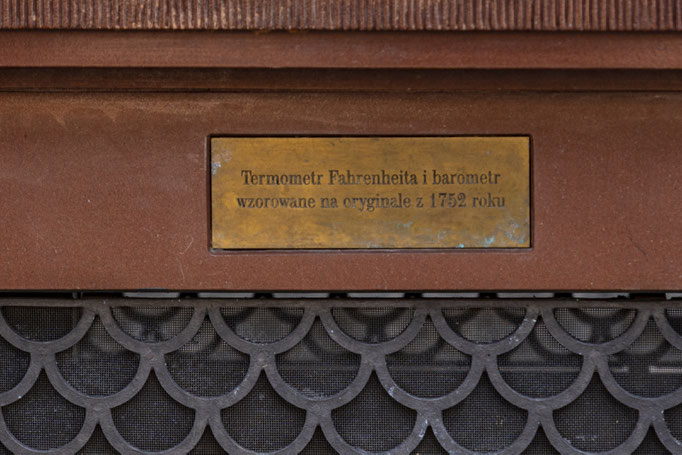 Termometr Fahrenheita i barometr
wzorowane na oryginale z 1752 roku